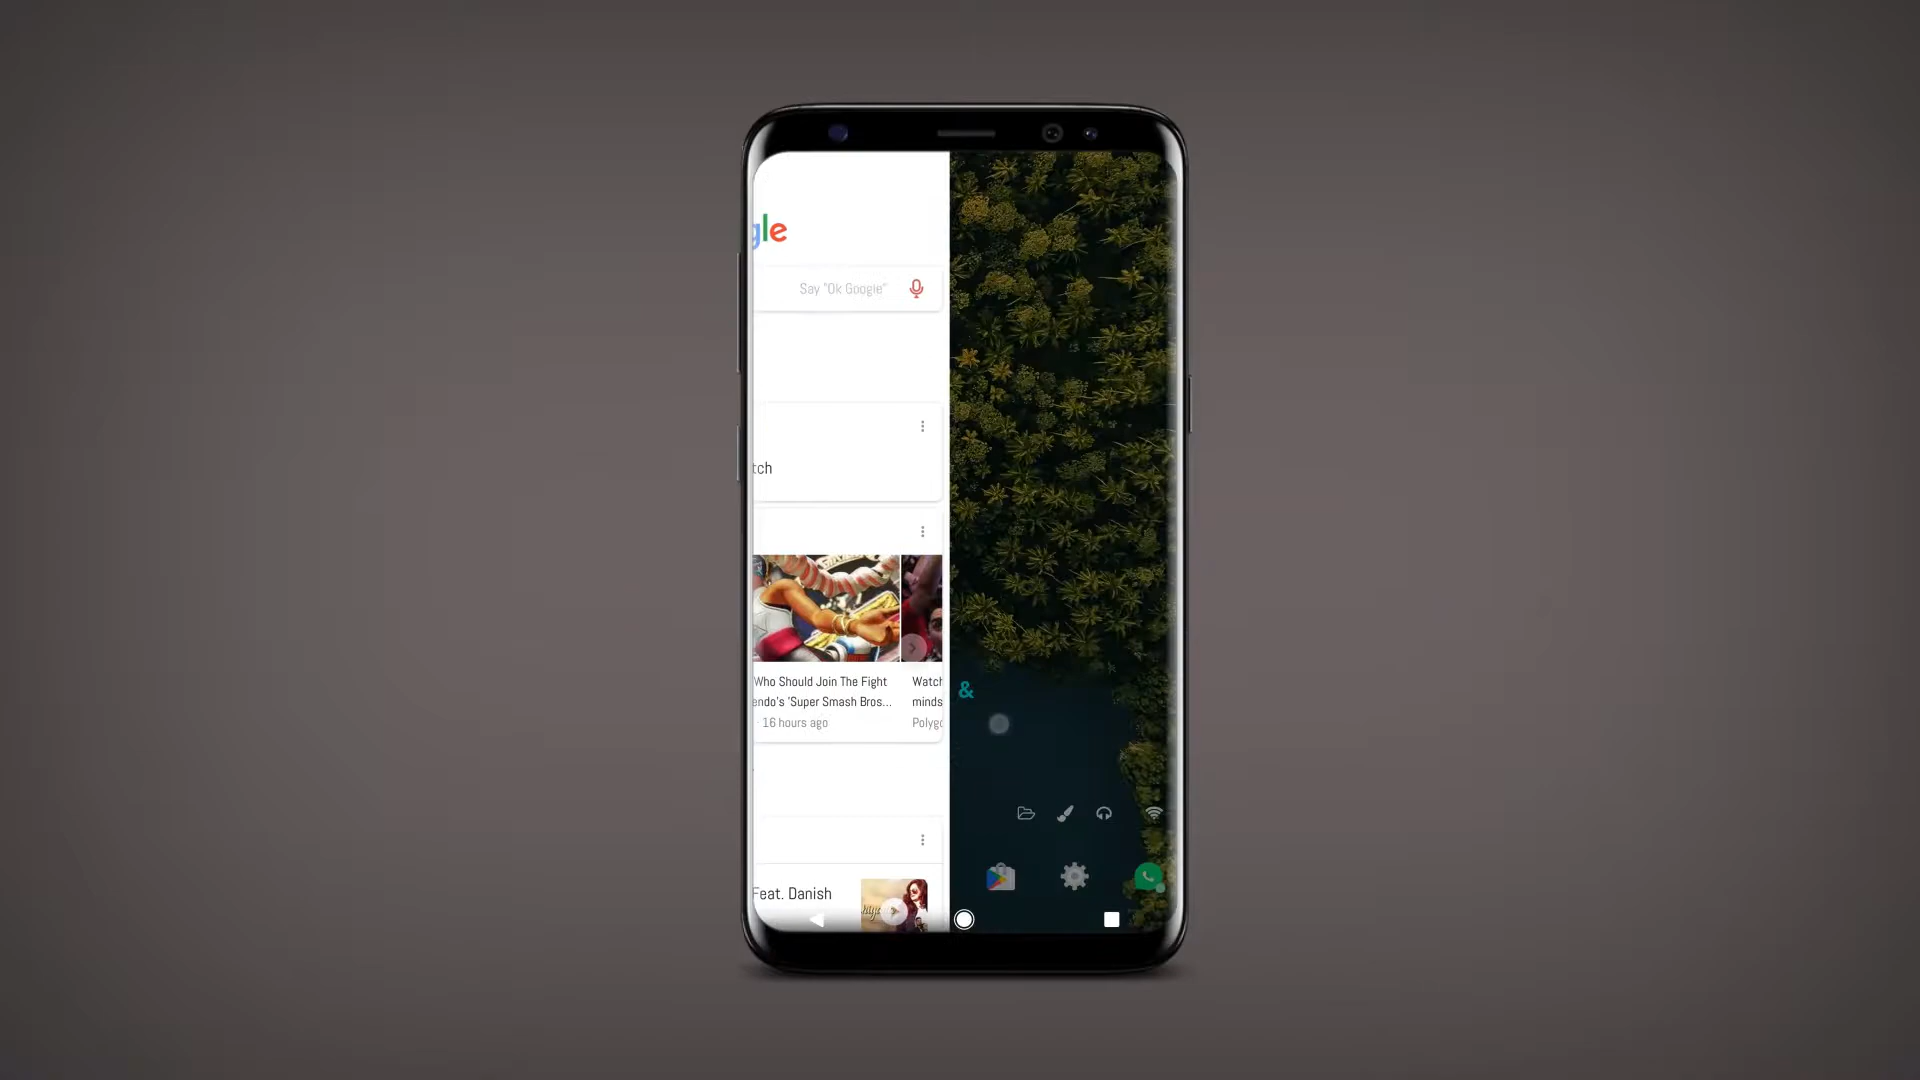 gle
Say "Ok Google"
tch
Who Should Join The Fight
endo's 'Super Smash Bros...
· 16 hours ago
Watch
minds
Polygo
&
Feat. Danish